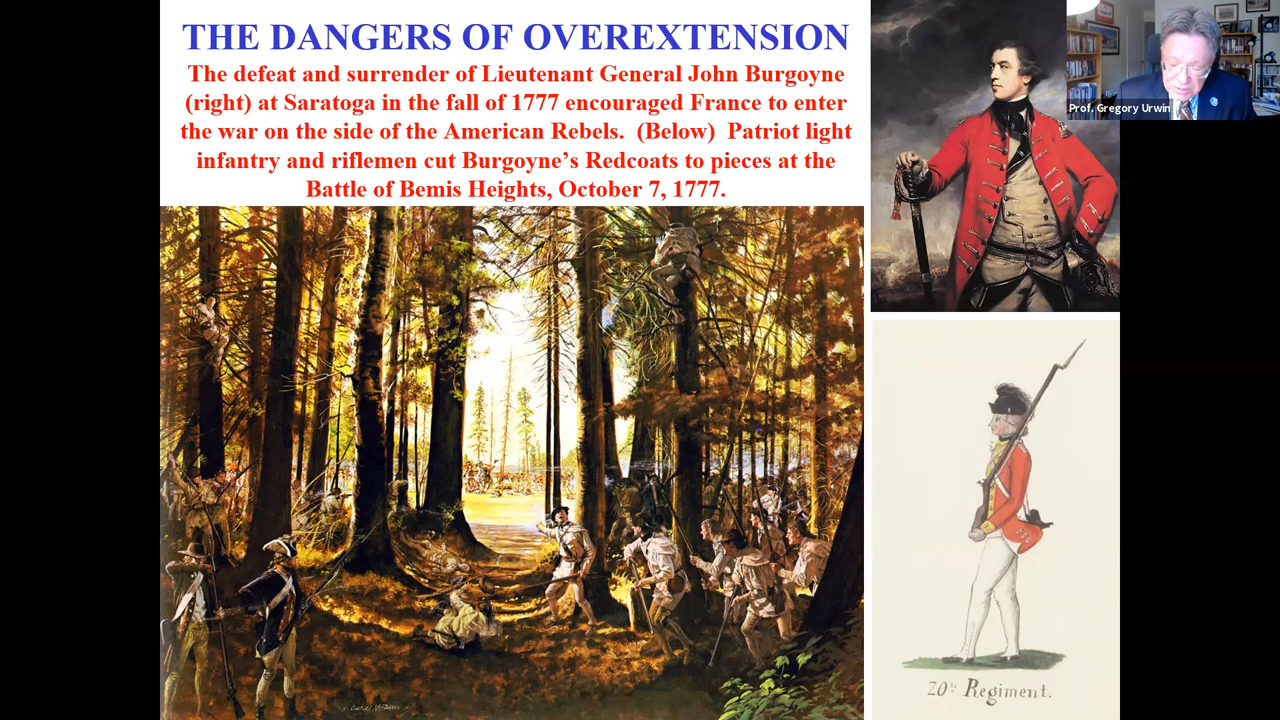 THE DANGERS OF OVEREXTENSION
The defeat and surrender of Lieutenant General John Burgoyne
(right) at Saratoga in the fall of 1777 encouraged France to enter
the war on the side of the American Rebels.  (Below)  Patriot light
infantry and riflemen cut Burgoyne’s Redcoats to pieces at the
Battle of Bemis Heights, October 7, 1777.
Prof. Gregory Urwin
20th Regiment.